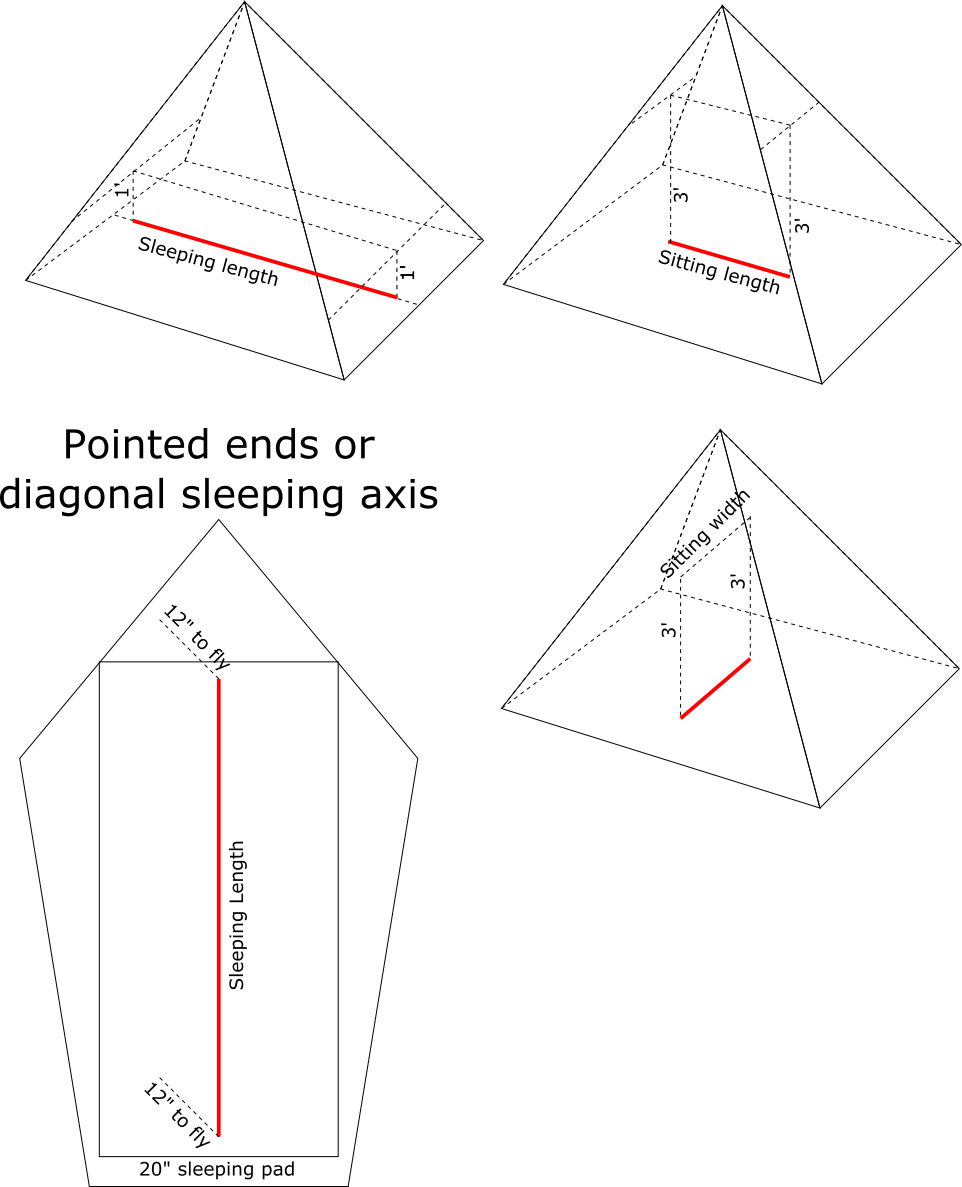 1'
Sleeping length
1'
3'
3'
Sitting length
Pointed ends or
diagonal sleeping axis
Sitting width
3'
3'
12" to fly
Sleeping Length
12" to fly
20" sleeping pad